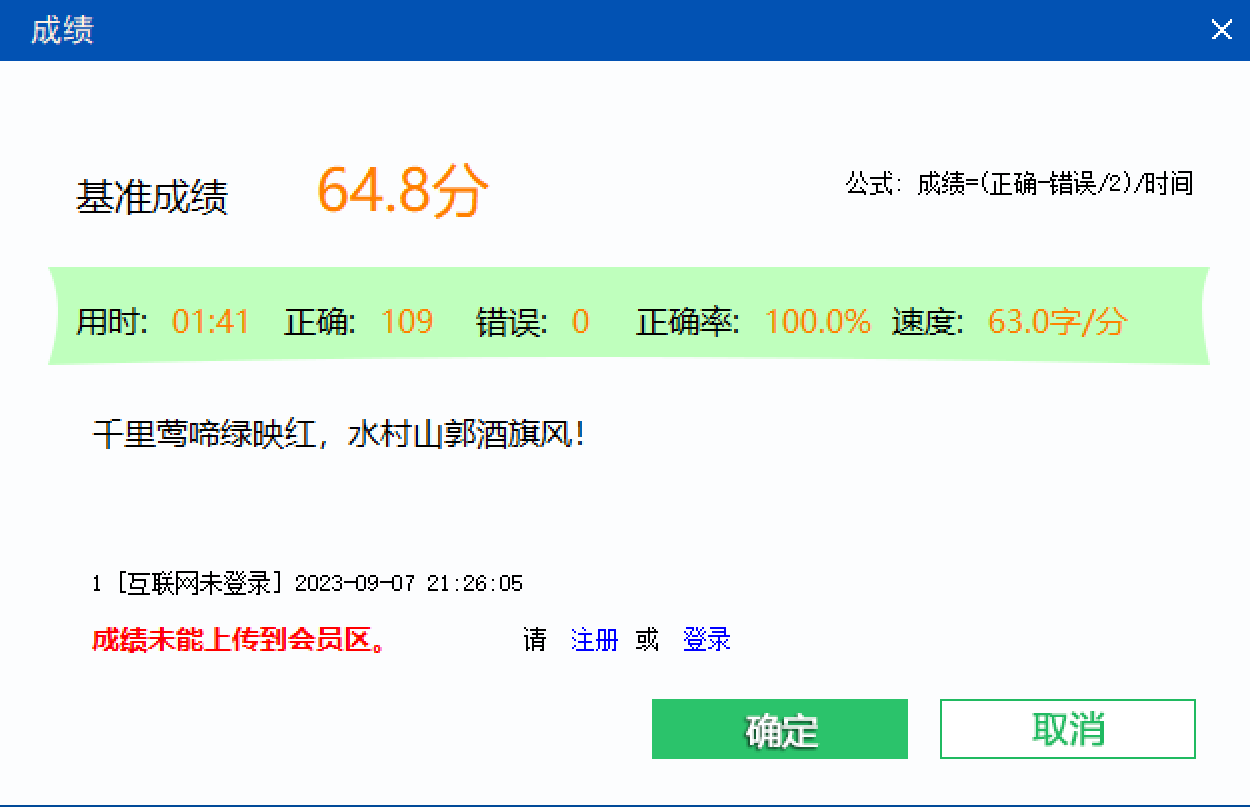 成绩
基准成绩 64.8分 公式: 成绩=(正确-错误/2)/时间
用时: 01:41 正确: 109 错误: 0 正确率: 100.0% 速度: 63.0字/分
千里莺啼绿映红，水村山郭酒旗风!
1 [互联网未登录] 2023-09-07 21:26:05
成绩未能上传到会员区。 请 注册 或 登录
确定 取消